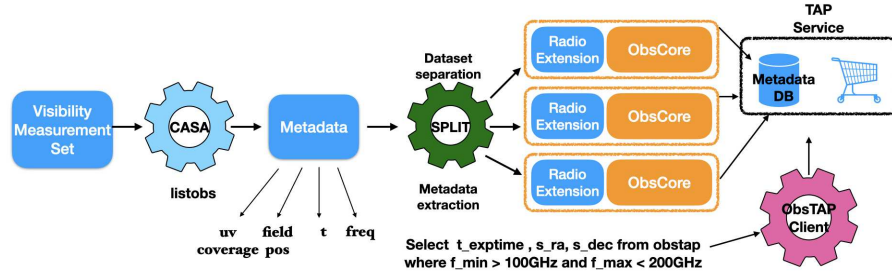 Visibility
Measurement
Set
CASA
listobs
Metadata
uv
coverage
field
pos
t
freq
Dataset
separation
SPLIT
Metadata
extraction
Radio
Extension
ObsCore
Radio
Extension
ObsCore
Radio
Extension
ObsCore
TAP
Service
Metadata
DB
ObsTAP
Client
Select t_exptime , s_ra, s_dec from obstap
where f_min > 100GHz and f_max < 200GHz